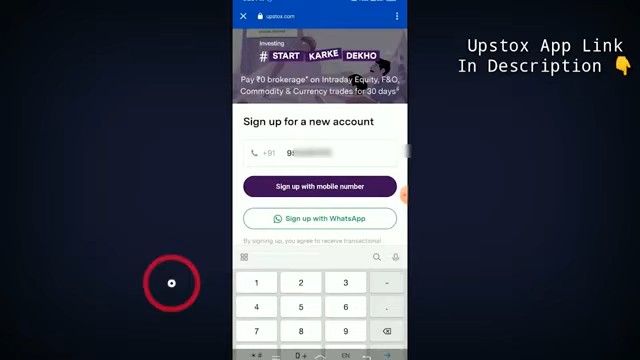 upstox.com
Investing
# START KARKE DEKHO
Pay ₹0 brokerage* on Intraday Equity, F&O,
Commodity & Currency trades for 30 days*
Sign up for a new account
+91
Sign up with mobile number
Sign up with WhatsApp
By signing up, you agree to receive transactional
1 2 3 -
4 5 6 .
7 8 9
*# EN
Upstox App Link
In Description 👇